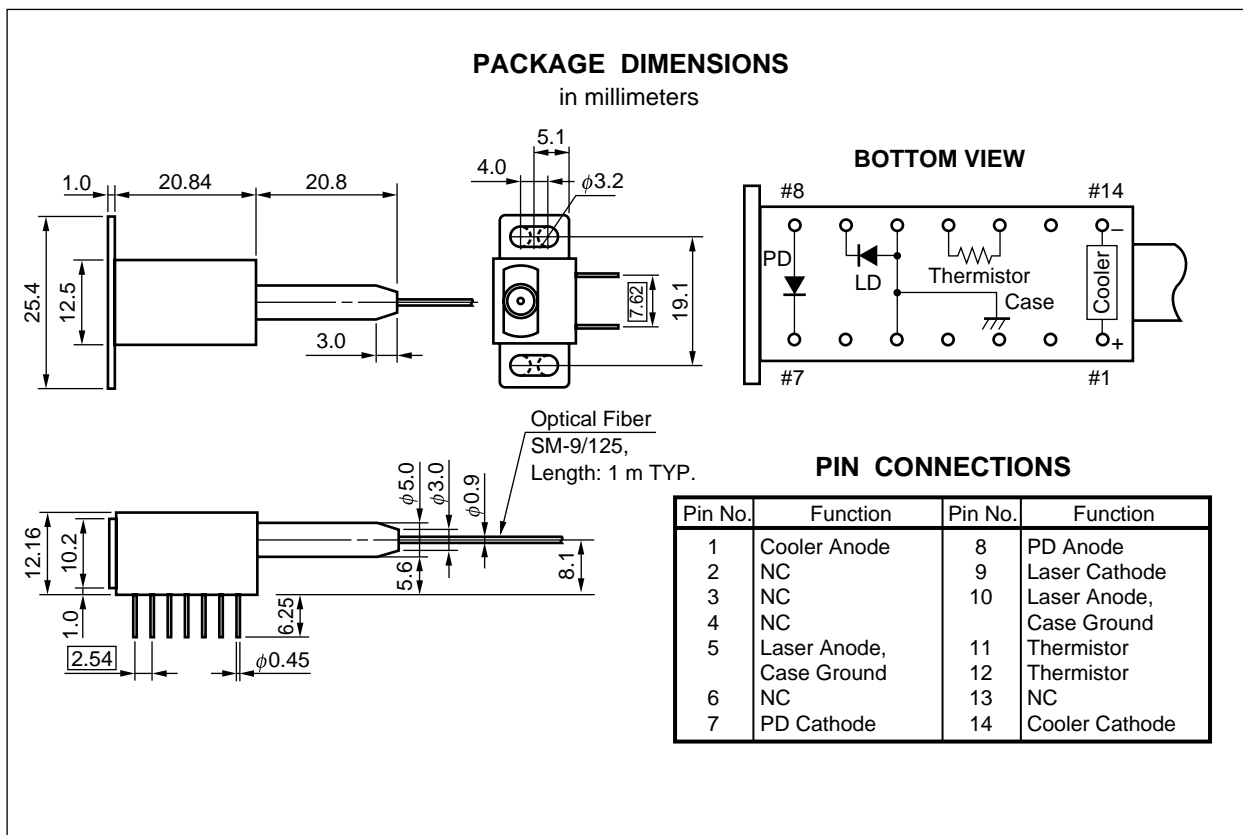 PACKAGE DIMENSIONS
in millimeters
1.0
20.84
20.8
25.4
12.5
3.0
5.1
4.0
ϕ3.2
7.62
19.1
BOTTOM VIEW
#8
#14
PD
LD
Thermistor
Case
Cooler
–
+
#7
#1
Optical Fiber
SM-9/125,
Length: 1 m TYP.
12.16
10.2
1.0
2.54
6.25
ϕ0.45
ϕ5.0
ϕ3.0
ϕ0.9
5.6
8.1
PIN CONNECTIONS
Pin No. Function Pin No. Function
1 Cooler Anode 8 PD Anode
2 NC 9 Laser Cathode
3 NC 10 Laser Anode,
4 NC Case Ground
5 Laser Anode, 11 Thermistor
Case Ground 12 Thermistor
6 NC 13 NC
7 PD Cathode 14 Cooler Cathode